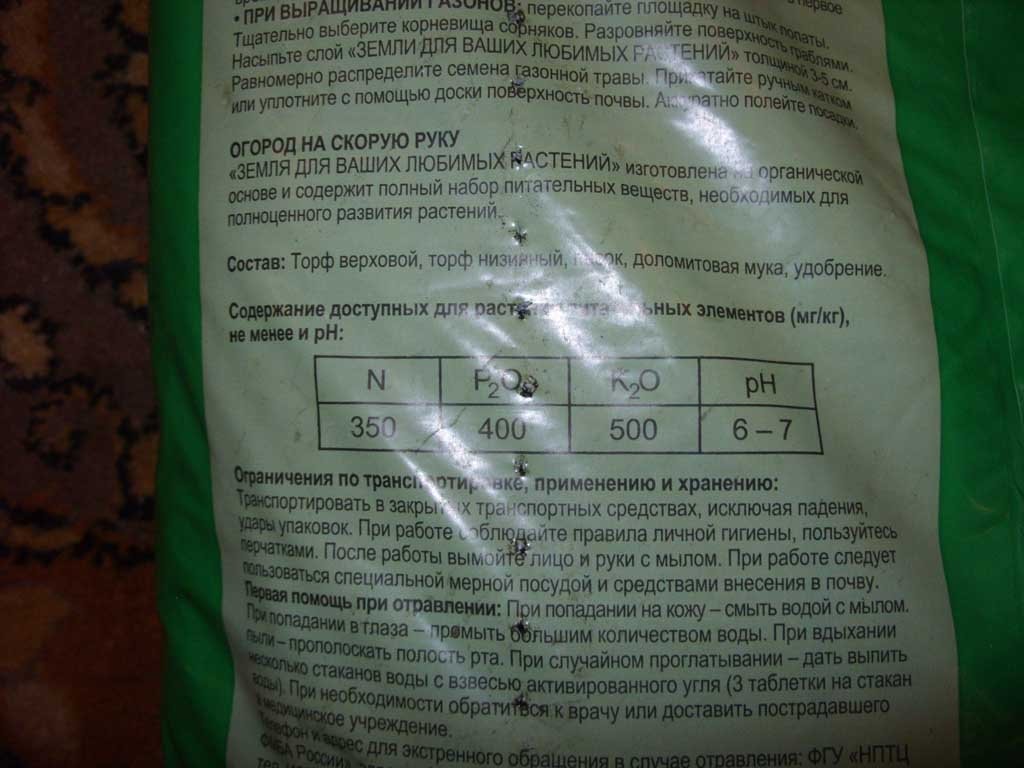 • ПРИ ВЫРАЩИВАНИИ ГАЗОНОВ: перекопайте площадку на штык лопаты.
Тщательно выберите корневища сорняков. Разровняйте поверхность граблями.
Насыпьте слой «ЗЕМЛИ ДЛЯ ВАШИХ ЛЮБИМЫХ РАСТЕНИЙ» толщиной 3-5 см.
Равномерно распределите семена газонной травы. Прикатайте ручным катком
или уплотните с помощью доски поверхность почвы. Аккуратно полейте посадки.
ОГОРОД НА СКОРУЮ РУКУ
«ЗЕМЛЯ ДЛЯ ВАШИХ ЛЮБИМЫХ РАСТЕНИЙ» изготовлена на органической
основе и содержит полный набор питательных веществ, необходимых для
полноценного развития растений.
Состав: Торф верховой, торф низинный, песок, доломитовая мука, удобрение.
Содержание доступных для растений питательных элементов (мг/кг),
не менее и pH:
N P2O5 K2O pH
350 400 500 6 – 7
Ограничения по транспортировке, применению и хранению:
Транспортировать в закрытых транспортных средствах, исключая падения,
удары упаковок. При работе соблюдайте правила личной гигиены, пользуйтесь
перчатками. После работы вымойте лицо и руки с мылом. При работе следует
пользоваться специальной мерной посудой и средствами внесения в почву.
Первая помощь при отравлении: При попадании на кожу – смыть водой с мылом.
При попадании в глаза – промыть большим количеством воды. При вдыхании
пыли – прополоскать полость рта. При случайном проглатывании – дать выпить
несколько стаканов воды с взвесью активированного угля (3 таблетки на стакан
воды). При необходимости обратиться к врачу или доставить пострадавшего
в медицинское учреждение.
Телефон и адрес для экстренного обращения в случае отравления: ФГУ «НПТЦ
ФМБА России»